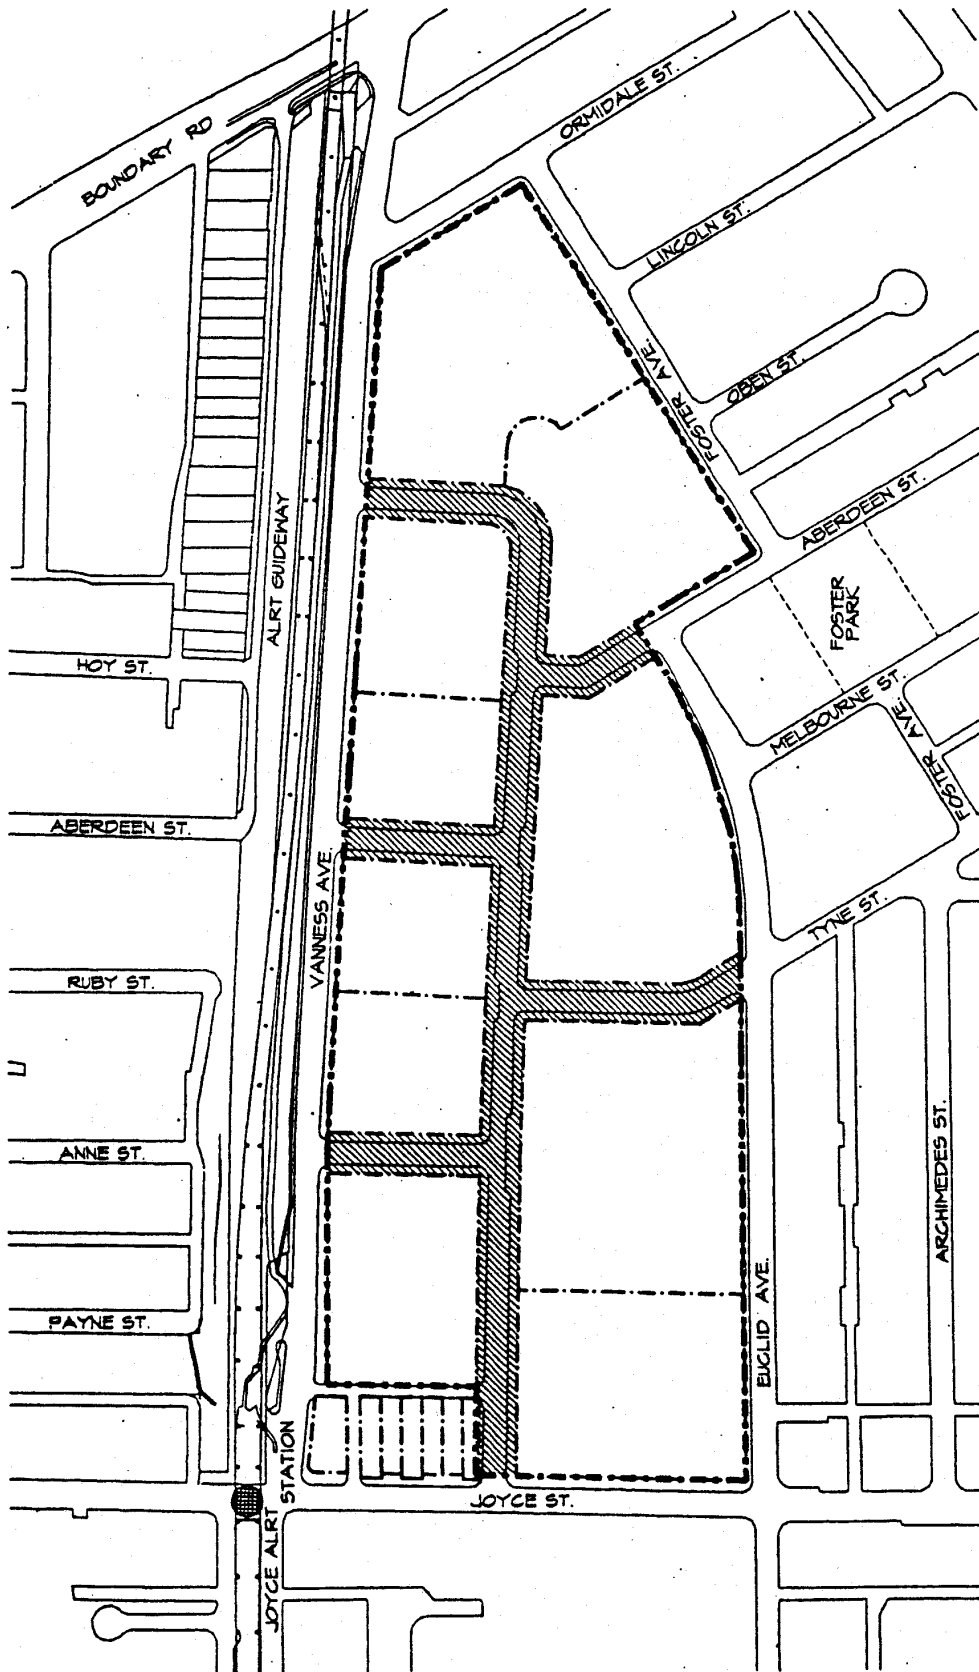 BOUNDARY RD
ORMIDALE ST.
LINCOLN ST.
OBEN ST.
FOSTER AVE.
ABERDEEN ST.
FOSTER
PARK
MELBOURNE ST.
FOSTER AVE.
TYNE ST.
ALRT GUIDEWAY
HOY ST.
ABERDEEN ST.
VANNESS AVE.
RUBY ST.
ANNE ST.
PAYNE ST.
ARCHIMEDES ST.
EUCLID AVE.
JOYCE ST.
JOYCE ALRT STATION